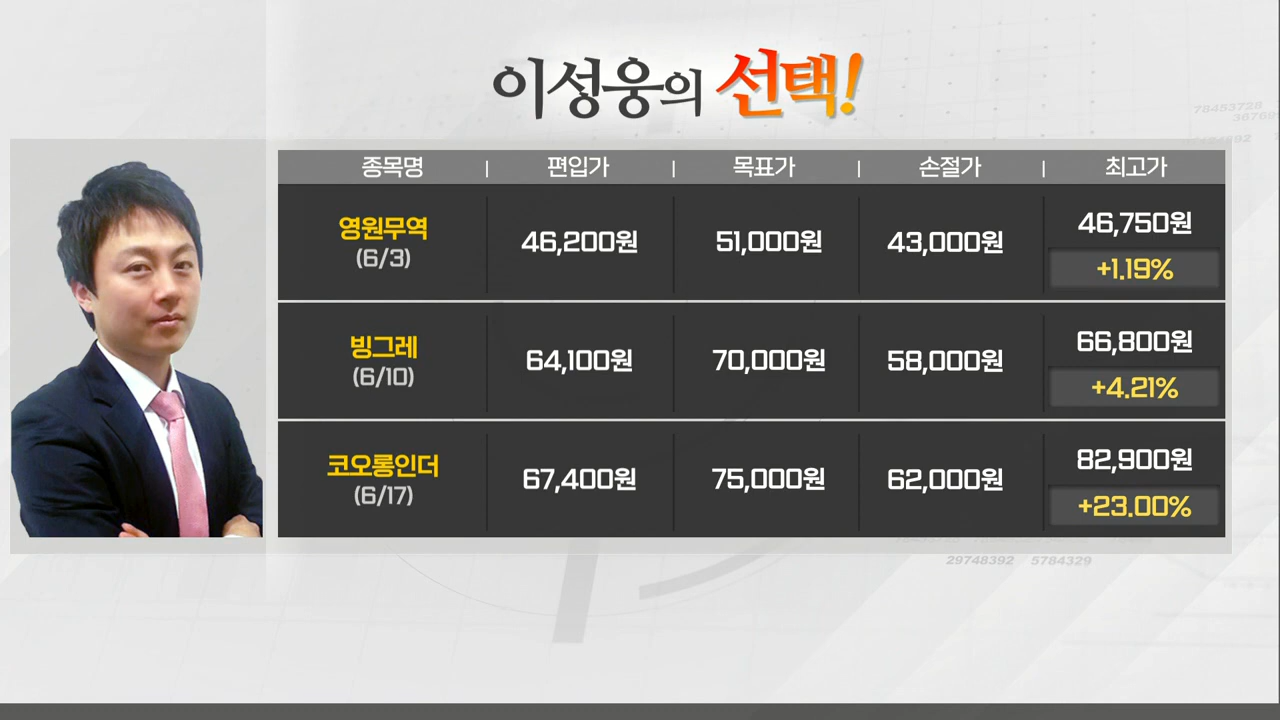 이성웅의 선택!
종목명 | 편입가 | 목표가 | 손절가 | 최고가
영원무역
(6/3)
46,200원
51,000원
43,000원
46,750원
+1.19%
빙그레
(6/10)
64,100원
70,000원
58,000원
66,800원
+4.21%
코오롱인더
(6/17)
67,400원
75,000원
62,000원
82,900원
+23.00%
78453728
29748392 5784329